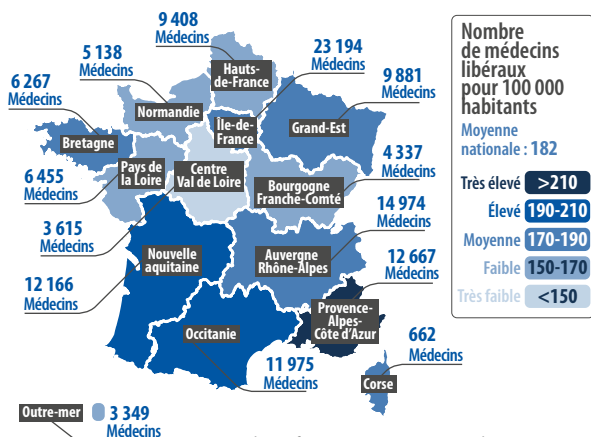 9 408
Médecins
5 138
Médecins
23 194
Médecins
Hauts-
de-France
6 267
Médecins
9 881
Médecins
Normandie
Île-de-
France
Grand-Est
Bretagne
Pays de
la Loire
Centre
Val de Loire
4 337
Médecins
6 455
Médecins
Bourgogne
Franche-Comté
3 615
Médecins
14 974
Médecins
Nouvelle
aquitaine
Auvergne
Rhône-Alpes
12 667
Médecins
12 166
Médecins
Provence-
Alpes-
Côte d'Azur
Occitanie
662
Médecins
11 975
Médecins
Corse
Outre-mer
3 349
Médecins
Nombre
de médecins
libéraux
pour 100 000
habitants
Moyenne
nationale : 182
Très élevé >210
Élevé 190-210
Moyenne 170-190
Faible 150-170
Très faible <150